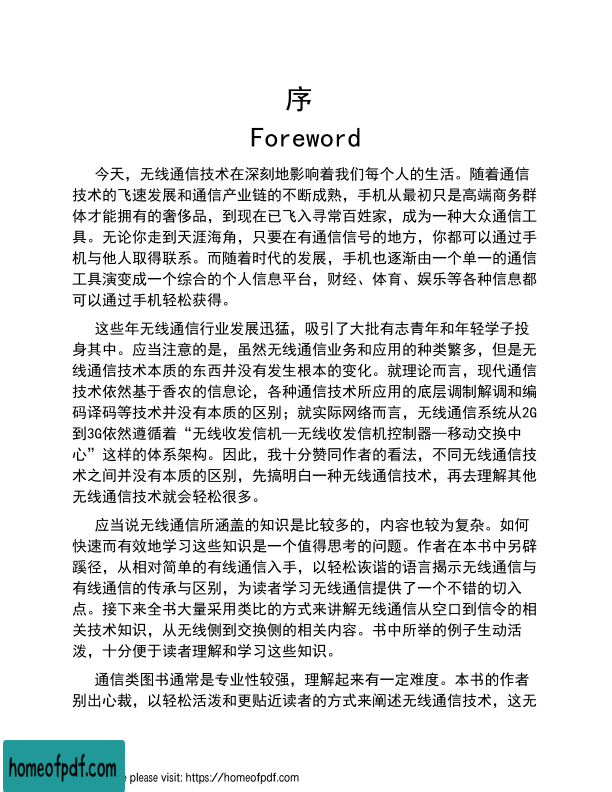 序
Foreword
今天，无线通信技术在深刻地影响着我们每个人的生活。随着通信
技术的飞速发展和通信产业链的不断成熟，手机从最初只是高端商务群
体才能拥有的奢侈品，到现在已飞入寻常百姓家，成为一种大众通信工
具。无论你走到天涯海角，只要在有通信信号的地方，你都可以通过手
机与他人取得联系。而随着时代的发展，手机也逐渐由一个单一的通信
工具演变成一个综合的个人信息平台，财经、体育、娱乐等各种信息都
可以通过手机轻松获得。
这些年无线通信行业发展迅猛，吸引了大批有志青年和年轻学子投
身其中。应当注意的是，虽然无线通信业务和应用的种类繁多，但是无
线通信技术本质的东西并没有发生根本的变化。就理论而言，现代通信
技术依然基于香农的信息论，各种通信技术所应用的底层调制解调和编
码译码等技术并没有本质的区别；就实际网络而言，无线通信系统从2G
到3G依然遵循着“无线收发信机—无线收发信机控制器—移动交换中
心”这样的体系架构。因此，我十分赞同作者的看法，不同无线通信技
术之间并没有本质的区别，先搞明白一种无线通信技术，再去理解其他
无线通信技术就会轻松很多。
应当说无线通信所涵盖的知识是比较多的，内容也较为复杂。如何
快速而有效地学习这些知识是一个值得思考的问题。作者在本书中另辟
蹊径，从相对简单的有线通信入手，以轻松诙谐的语言揭示无线通信与
有线通信的传承与区别，为读者学习无线通信提供了一个不错的切入
点。接下来全书大量采用类比的方式来讲解无线通信从空口到信令的相
关技术知识，从无线侧到交换侧的相关内容。书中所举的例子生动活
泼，十分便于读者理解和学习这些知识。
通信类图书通常是专业性较强，理解起来有一定难度。本书的作者
别出心裁，以轻松活泼和更贴近读者的方式来阐述无线通信技术，这无
homeofpdf.com
please visit: https://homeofpdf.com